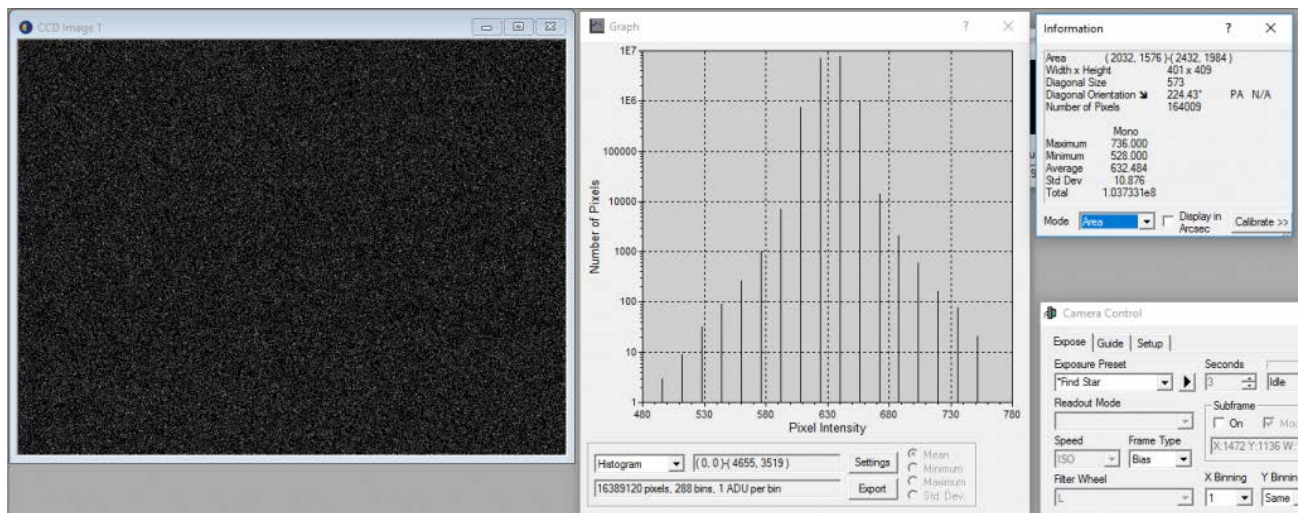 CCD Image 1
Graph ? ×
1E7
1E6
100000
10000
1000
100
10
1
Number of Pixels
480 530 580 630 680 730 780
Pixel Intensity
Histogram (0, 0)-( 4655, 3519 ) Settings
16389120 pixels, 288 bins, 1 ADU per bin Export
Mean
Minimum
Maximum
Std Dev.
Information ? ×
Area ( 2032, 1576 )-( 2432, 1984 )
Width x Height 401 x 409
Diagonal Size 573
Diagonal Orientation 224.43° PA N/A
Number of Pixels 164009
Mono
Maximum 736.000
Minimum 528.000
Average 632.484
Std Dev 10.876
Total 1.037331e8
Mode Area Display in Arcsec Calibrate >>
Camera Control
Expose Guide Setup
Exposure Preset Seconds
*Find Star 3 Idle
Readout Mode Subframe
On Mou
Speed Frame Type X:1472 Y:1136 W:
ISO Bias
Filter Wheel X Binning Y Binnin
L 1 Same